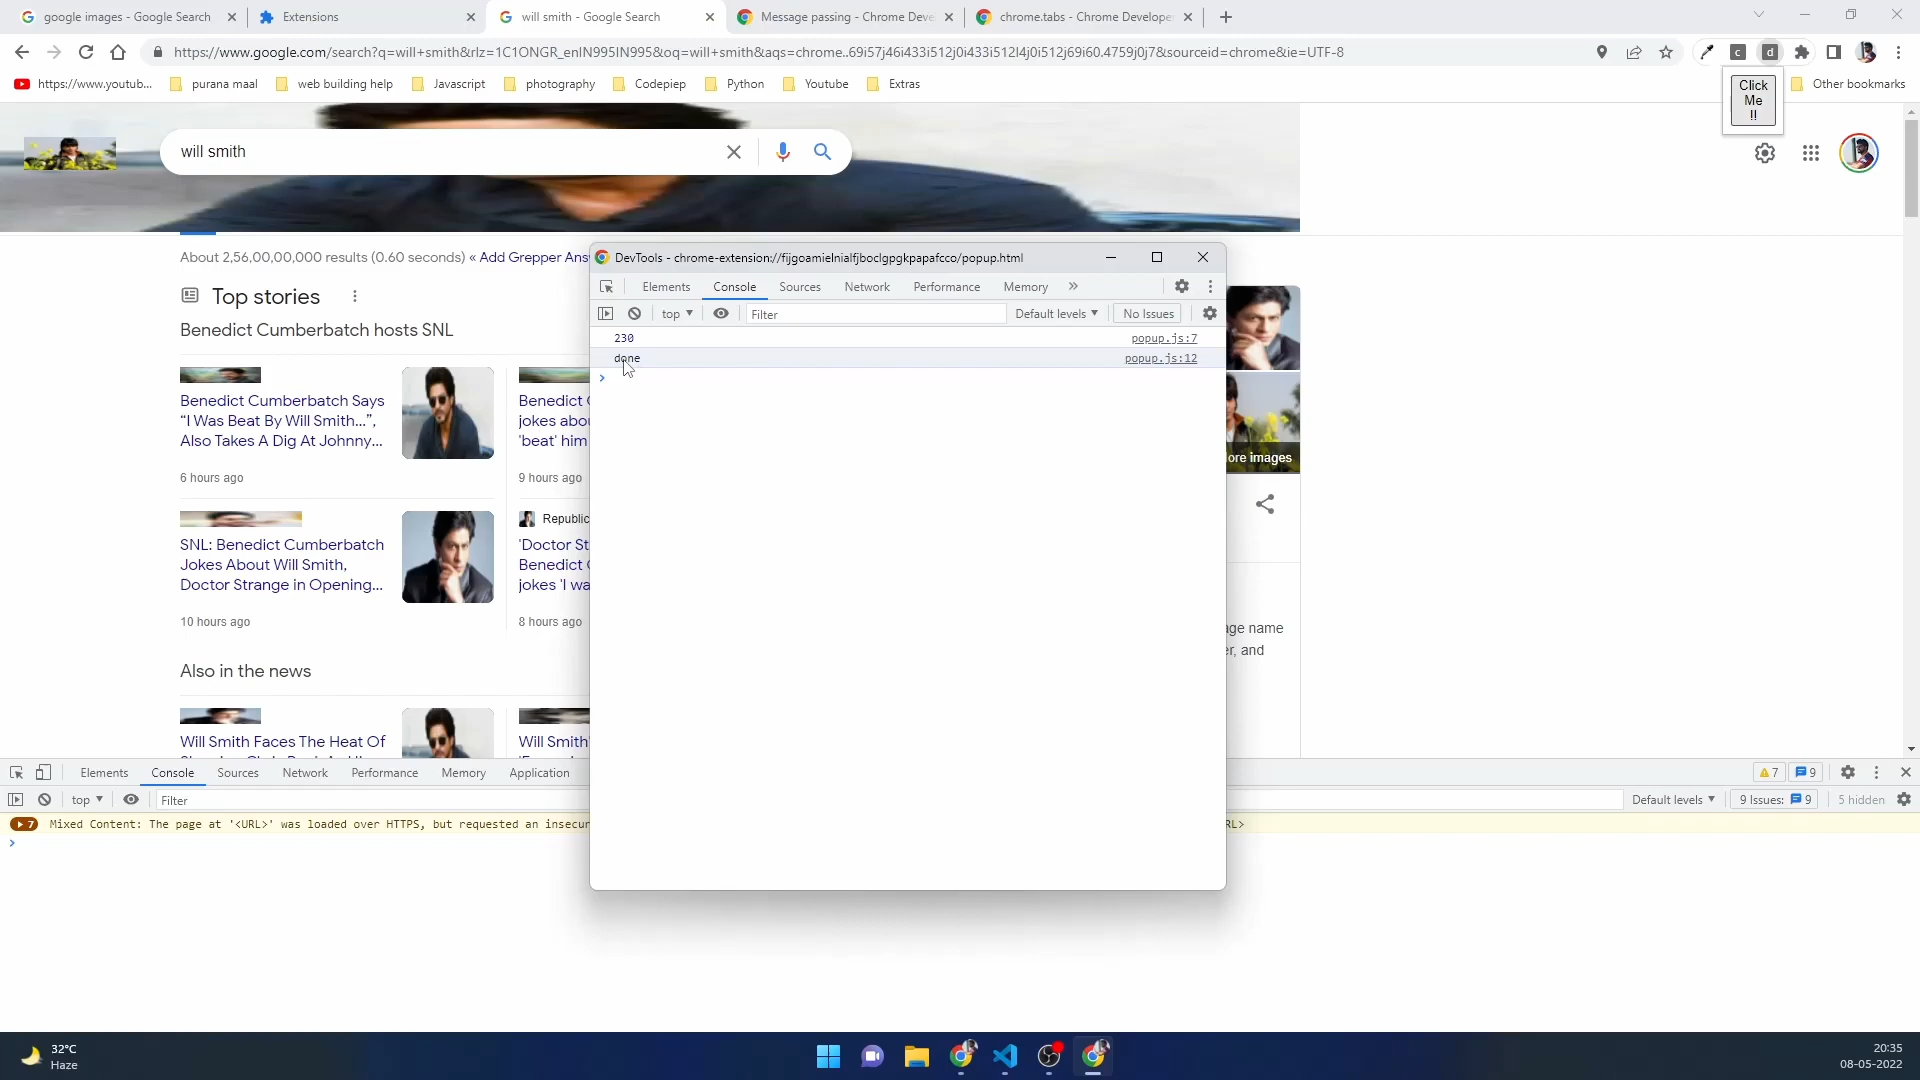 google images - Google Search
Extensions
will smith - Google Search
Message passing - Chrome Deve
chrome.tabs - Chrome Develope
https://www.google.com/search?q=will+smith&rlz=1C1ONGR_enIN995IN995&oq=will+smith&aqs=chrome..69i57j46i433i512j0i433i512l4j0i512j69i60.4759j0j7&sourceid=chrome&ie=UTF-8
c
d
https://www.youtub...
purana maal
web building help
Javascript
photography
Codepiep
Python
Youtube
Extras
Other bookmarks
Click
Me
!!
will smith
About 2,56,00,00,000 results (0.60 seconds) « Add Grepper Ans
Top stories
Benedict Cumberbatch hosts SNL
Benedict Cumberbatch Says
“I Was Beat By Will Smith...”,
Also Takes A Dig At Johnny...
6 hours ago
Benedict
jokes abou
'beat' him
9 hours ago
SNL: Benedict Cumberbatch
Jokes About Will Smith,
Doctor Strange in Opening...
10 hours ago
Republic
'Doctor St
Benedict
jokes 'I wa
8 hours ago
Also in the news
Will Smith Faces The Heat Of
Will Smith'
ore images
age name
er, and
DevTools - chrome-extension://fijgoamielnialfjboclgpgkpapafcco/popup.html
Elements
Console
Sources
Network
Performance
Memory
top
Filter
Default levels
No Issues
230
popup.js:7
done
popup.js:12
Elements
Console
Sources
Network
Performance
Memory
Application
7
9
top
Filter
Default levels
9 Issues:
9
5 hidden
7
Mixed Content: The page at '<URL>' was loaded over HTTPS, but requested an insecur
RL>
32°C
Haze
20:35
08-05-2022